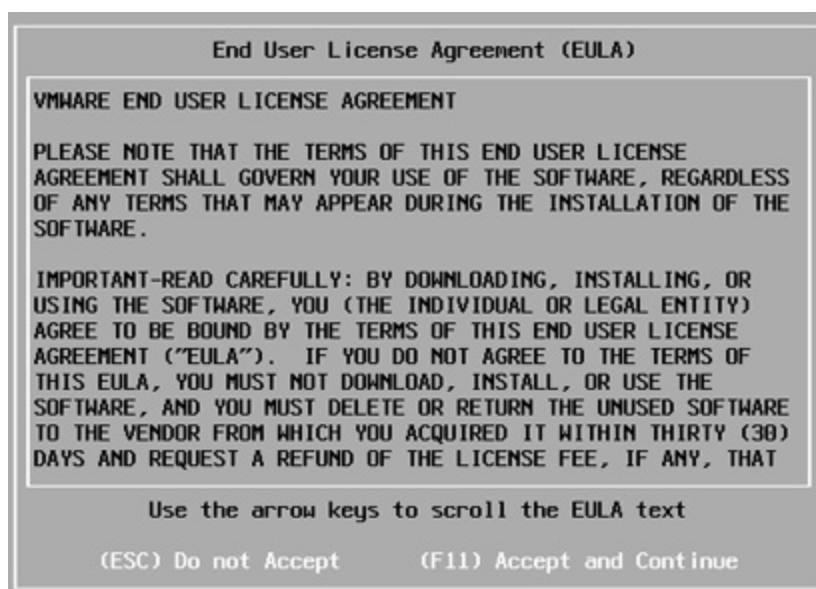 End User License Agreement (EULA)
VMWARE END USER LICENSE AGREEMENT
PLEASE NOTE THAT THE TERMS OF THIS END USER LICENSE
AGREEMENT SHALL GOVERN YOUR USE OF THE SOFTWARE, REGARDLESS
OF ANY TERMS THAT MAY APPEAR DURING THE INSTALLATION OF THE
SOFTWARE.
IMPORTANT-READ CAREFULLY: BY DOWNLOADING, INSTALLING, OR
USING THE SOFTWARE, YOU (THE INDIVIDUAL OR LEGAL ENTITY)
AGREE TO BE BOUND BY THE TERMS OF THIS END USER LICENSE
AGREEMENT ("EULA"). IF YOU DO NOT AGREE TO THE TERMS OF
THIS EULA, YOU MUST NOT DOWNLOAD, INSTALL, OR USE THE
SOFTWARE, AND YOU MUST DELETE OR RETURN THE UNUSED SOFTWARE
TO THE VENDOR FROM WHICH YOU ACQUIRED IT WITHIN THIRTY (30)
DAYS AND REQUEST A REFUND OF THE LICENSE FEE, IF ANY, THAT
Use the arrow keys to scroll the EULA text
(ESC) Do not Accept (F11) Accept and Continue